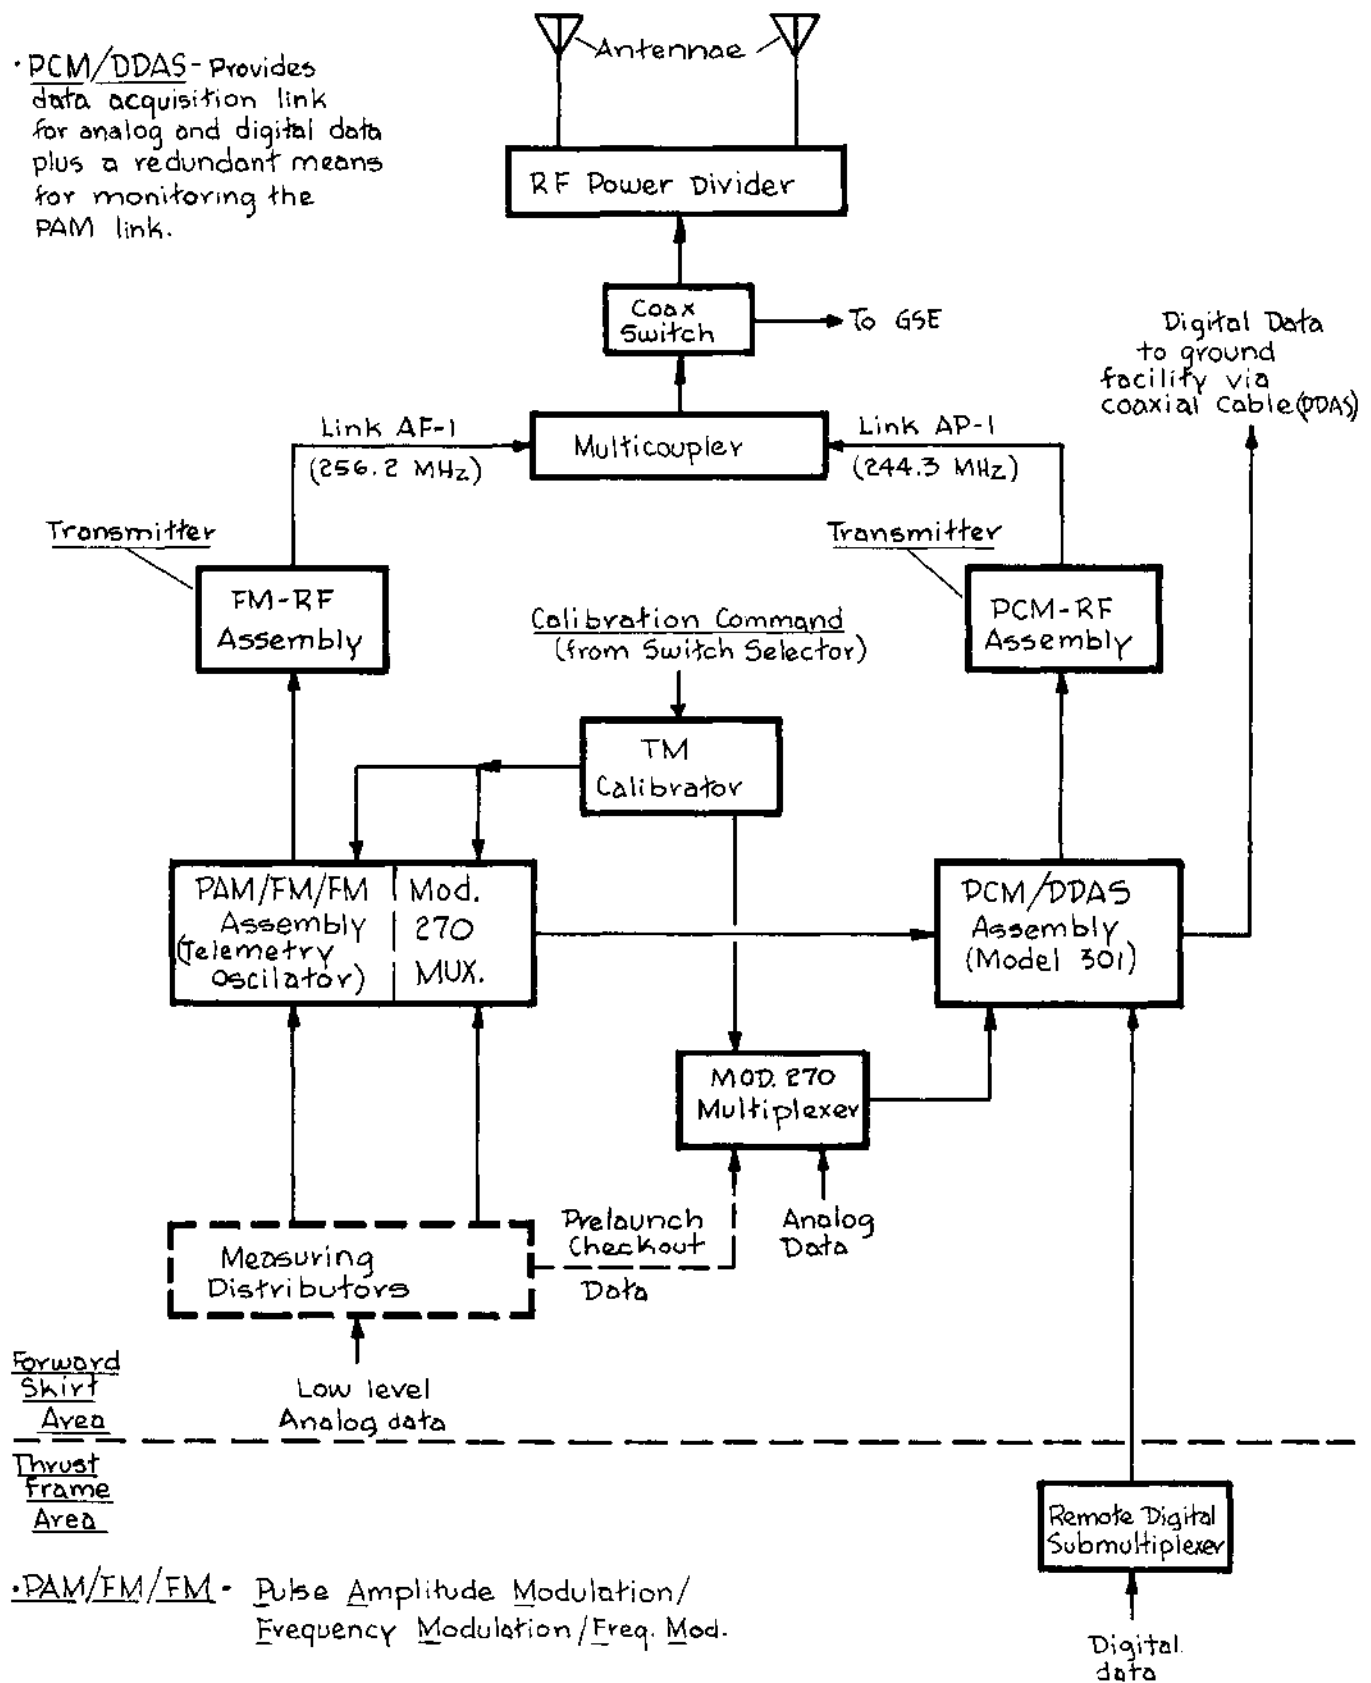 Antennae
· PCM/DDAS - Provides
data acquisition link
for analog and digital data
plus a redundant means
for monitoring the
PAM link.
RF Power Divider
Coax
Switch
To GSE
Digital Data
to ground
facility via
coaxial cable (DDAS)
Link AF-1
(256.2 MHz)
Multicoupler
Link AP-1
(244.3 MHz)
Transmitter
FM-RF
Assembly
Transmitter
PCM-RF
Assembly
Calibration Command
(from Switch Selector)
TM
Calibrator
PAM/FM/FM
Assembly
(Telemetry
Oscilator)
Mod.
270
MUX.
PCM/DDAS
Assembly
(Model 301)
MOD. 270
Multiplexer
Prelaunch
Checkout
Data
Analog
Data
Measuring
Distributors
Low level
Analog data
Forward
Skirt
Area
Thrust
Frame
Area
Remote Digital
Submultiplexer
Digital
data
· PAM/FM/FM - Pulse Amplitude Modulation/
Frequency Modulation/Freq. Mod.